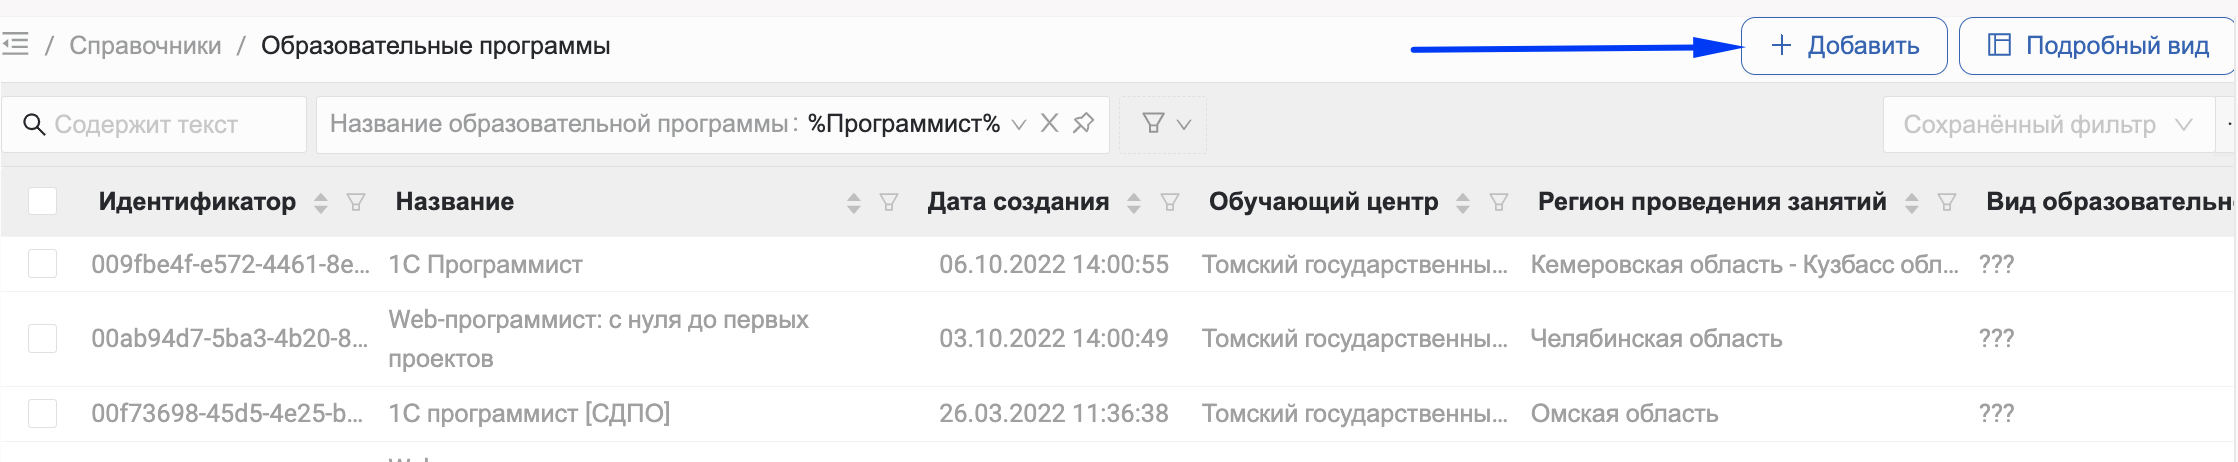 / Справочники / Образовательные программы
+ Добавить
Подробный вид
Содержит текст
Название образовательной программы: %Программист%
Сохранённый фильтр
Идентификатор Название Дата создания Обучающий центр Регион проведения занятий Вид образовательн
009fbe4f-e572-4461-8e... 1С Программист 06.10.2022 14:00:55 Томский государственны... Кемеровская область - Кузбасс обл... ???
00ab94d7-5ba3-4b20-8... Web-программист: с нуля до первых 03.10.2022 14:00:49 Томский государственны... Челябинская область ???
проектов
00f73698-45d5-4e25-b... 1С программист [СДПО] 26.03.2022 11:36:38 Томский государственны... Омская область ???